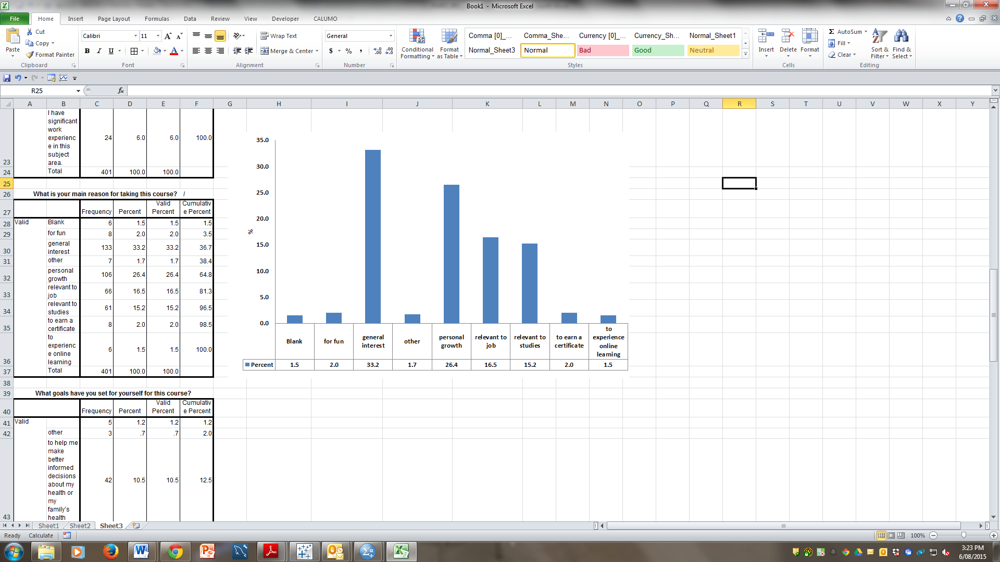 Book1 - Microsoft Excel
File Home Insert Page Layout Formulas Data Review View Developer CALUMO
Paste
Cut
Copy
Format Painter
Clipboard
Calibri 11
B I U
Font
Wrap Text
Merge & Center
Alignment
General
$ % ,
Number
Conditional Formatting
Format as Table
Comma [0]_... Comma_She... Currency [0]_... Currency_Sh... Normal_Sheet1
Normal_Sheet3 Normal Bad Good Neutral
Styles
Insert Delete Format
Cells
Σ AutoSum
Fill
Clear
Sort & Filter
Find & Select
Editing
R25 fx
A B C D E F G H I J K L M N O P Q R S T U V W X Y
23 I have significant work experience in this subject area. 24 6.0 6.0 100.0
24 Total 401 100.0 100.0
25
26 What is your main reason for taking this course? /
27 Frequency Percent Valid Percent Cumulative Percent
28 Valid Blank 6 1.5 1.5 1.5
29 for fun 8 2.0 2.0 3.5
30 general interest 133 33.2 33.2 36.7
31 other 7 1.7 1.7 38.4
32 personal growth 106 26.4 26.4 64.8
33 relevant to job 66 16.5 16.5 81.3
34 relevant to studies 61 15.2 15.2 96.5
35 to earn a certificate 8 2.0 2.0 98.5
36 to experience online learning 6 1.5 1.5 100.0
37 Total 401 100.0 100.0
38
39 What goals have you set for yourself for this course?
40 Frequency Percent Valid Percent Cumulative Percent
41 Valid 5 1.2 1.2 1.2
42 other 3 .7 .7 2.0
43 to help me make better informed decisions about my health or my family's health 42 10.5 10.5 12.5
35.0
30.0
25.0
20.0
%
15.0
10.0
5.0
0.0
Blank for fun general interest other personal growth relevant to job relevant to studies to earn a certificate to experience online learning
Percent 1.5 2.0 33.2 1.7 26.4 16.5 15.2 2.0 1.5
Sheet1 Sheet2 Sheet3
Ready Calculate 100%
3:23 PM
6/08/2015